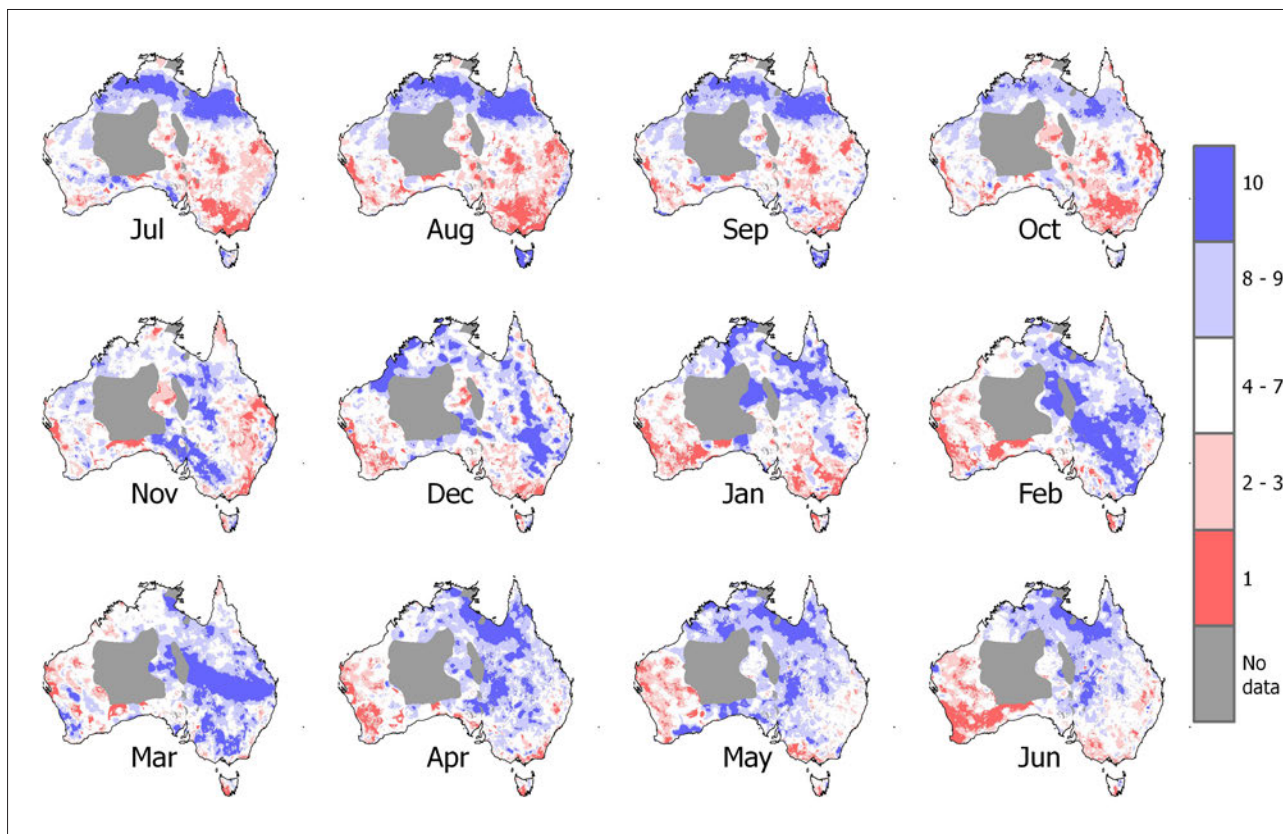 Jul
Aug
Sep
Oct
Nov
Dec
Jan
Feb
Mar
Apr
May
Jun
10
8 - 9
4 - 7
2 - 3
1
No
data